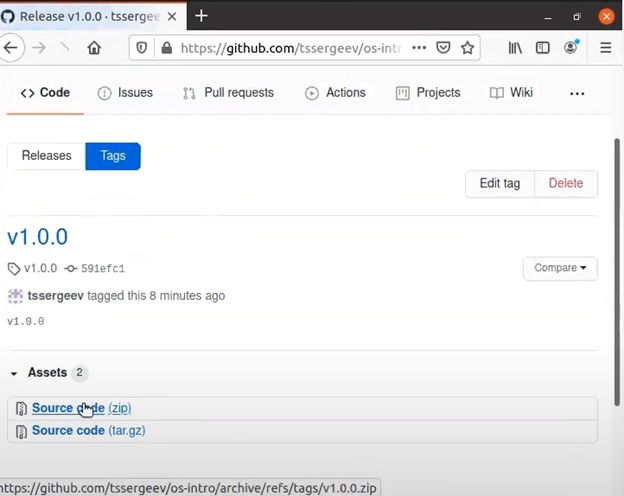 Release v1.0.0 · tssergee
https://github.com/tssergeev/os-intr
Code
Issues
Pull requests
Actions
Projects
Wiki
Releases
Tags
Edit tag
Delete
v1.0.0
v1.0.0
591efc1
Compare
tssergeev tagged this 8 minutes ago
v1.0.0
Assets 2
Source code (zip)
Source code (tar.gz)
https://github.com/tssergeev/os-intro/archive/refs/tags/v1.0.0.zip